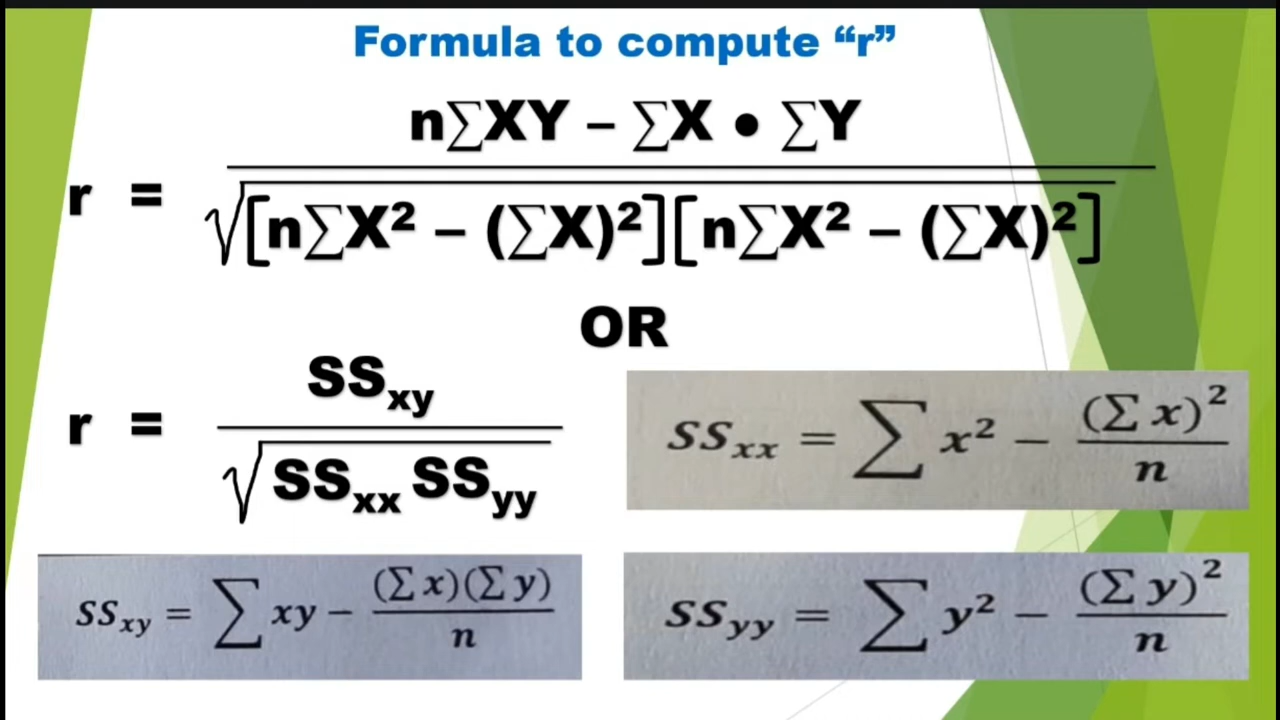 Formula to compute “r”
n∑XY – ∑X • ∑Y
r =
√[n∑X² – (∑X)²][n∑X² – (∑X)²]
OR
SSxy
r =
√SSxx SSyy
SSxx = ∑ x² − (∑ x)²
n
SSxy = ∑ xy − (∑ x)(∑ y)
n
SSyy = ∑ y² − (∑ y)²
n